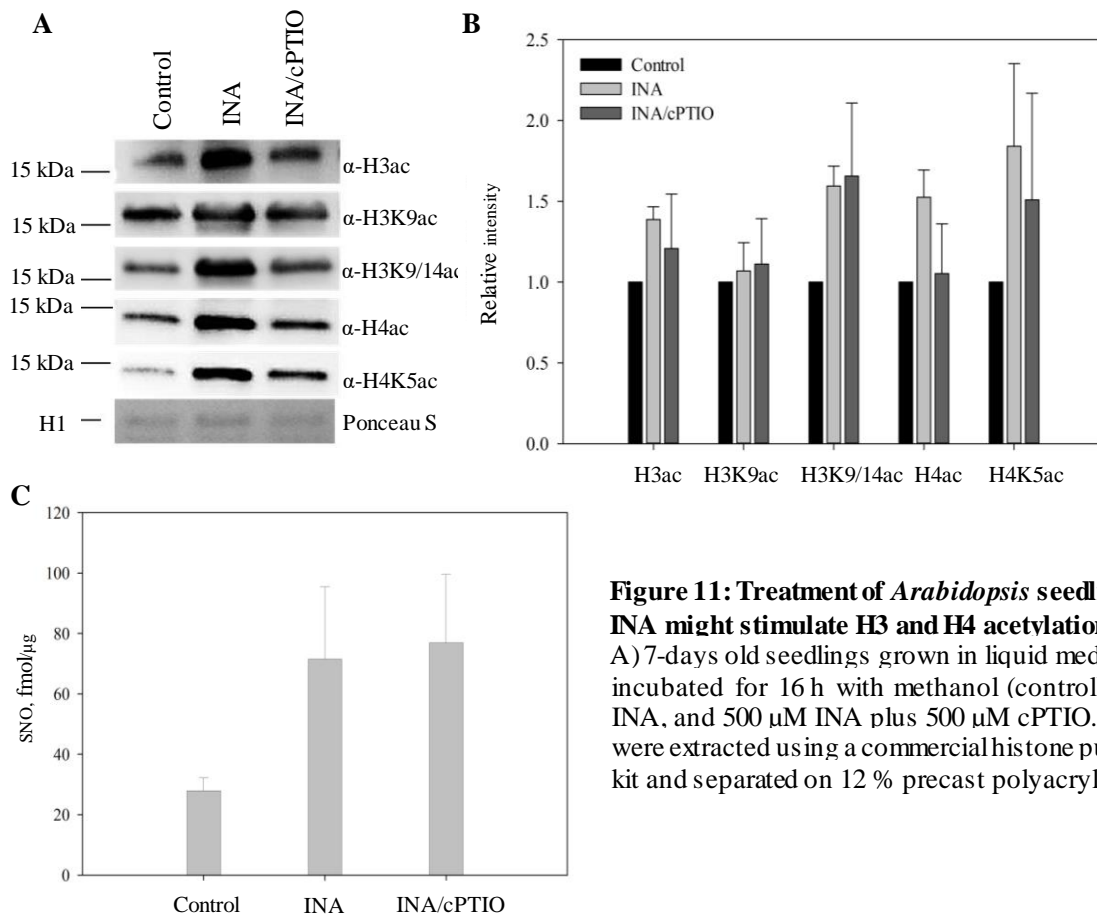 A
Control
INA
INA/cPTIO
15 kDa
α-H3ac
15 kDa
α-H3K9ac
15 kDa
α-H3K9/14ac
15 kDa
α-H4ac
15 kDa
α-H4K5ac
H1
Ponceau S
B
2.5
2.0
1.5
1.0
0.5
0.0
Relative intensity
Control
INA
INA/cPTIO
H3ac H3K9ac H3K9/14ac H4ac H4K5ac
C
120
100
80
60
40
20
0
SNO, fmol/µg
Control INA INA/cPTIO
Figure 11: Treatment of Arabidopsis seedl
INA might stimulate H3 and H4 acetylation
A) 7-days old seedlings grown in liquid med
incubated for 16 h with methanol (control
INA, and 500 µM INA plus 500 µM cPTIO.
were extracted using a commercial histone pu
kit and separated on 12 % precast polyacryl